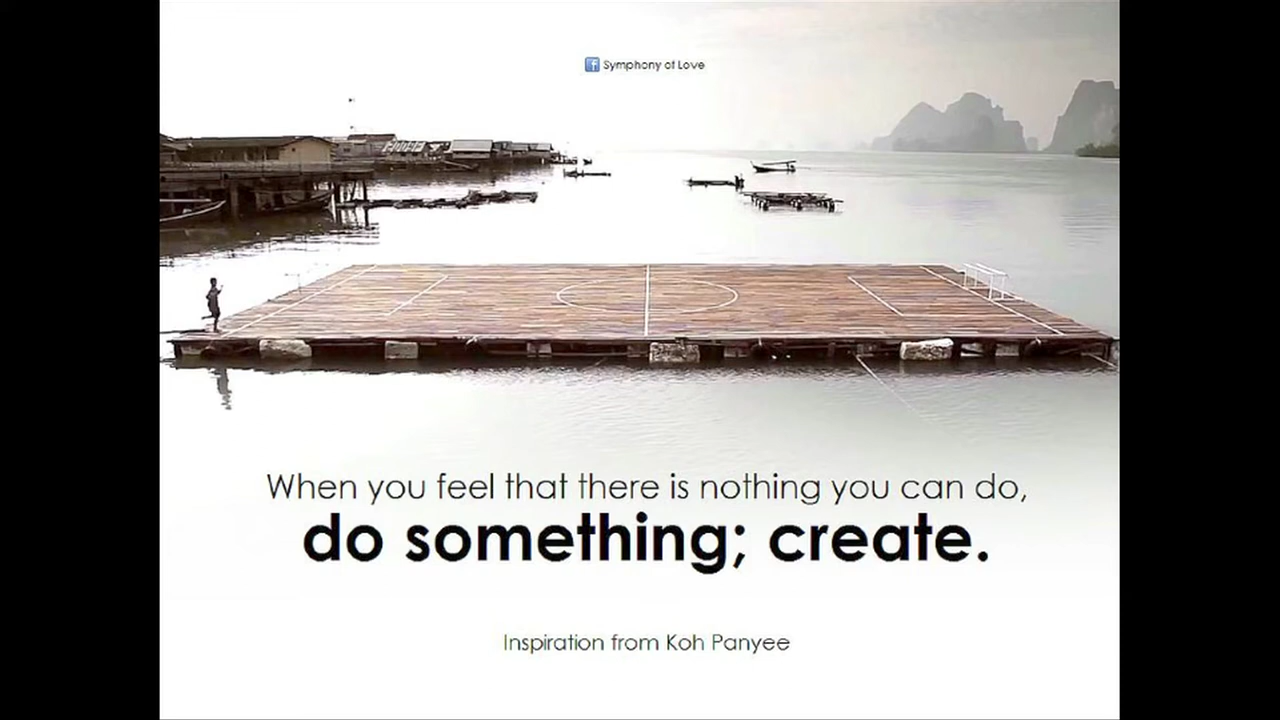 Symphony of Love
When you feel that there is nothing you can do,
do something; create.
Inspiration from Koh Panyee